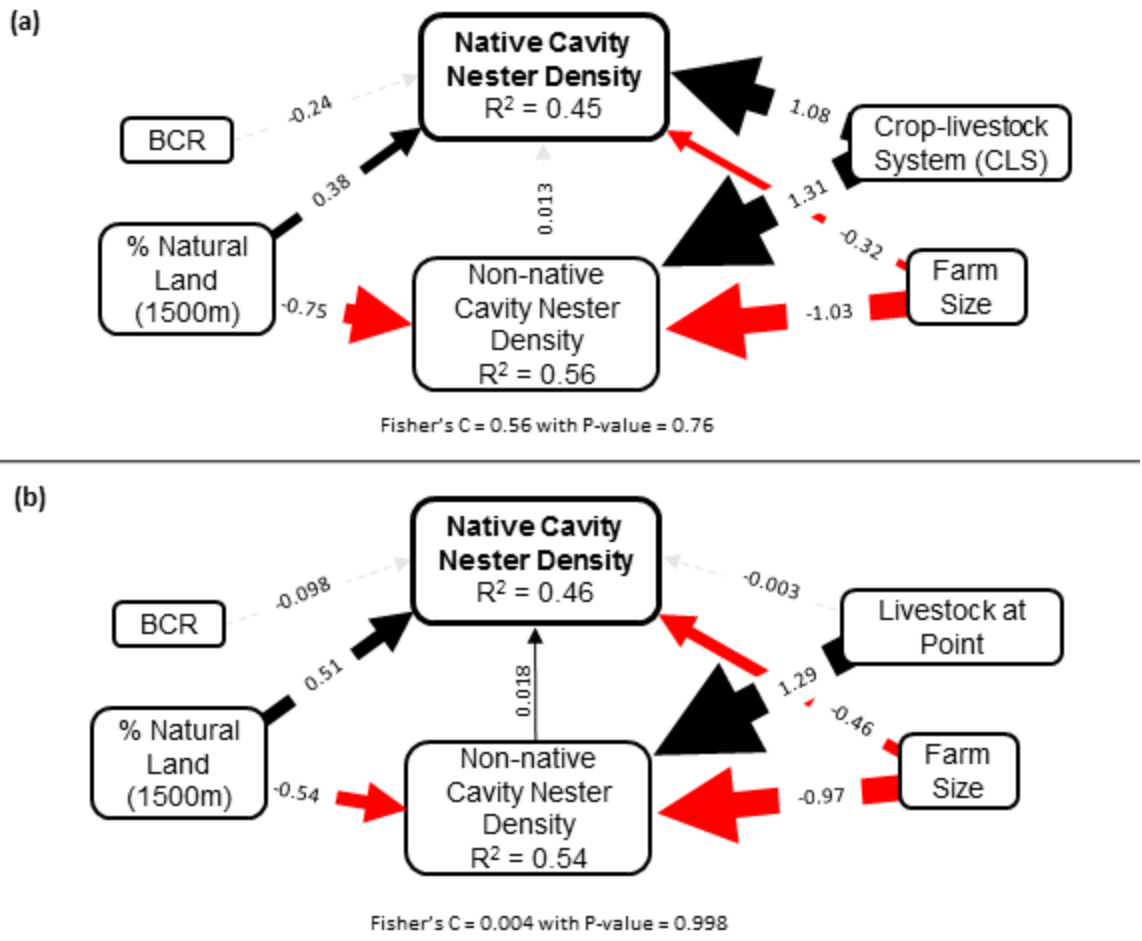 (a)
Native Cavity
Nester Density
R² = 0.45
BCR
-0.24
1.08
Crop-livestock
System (CLS)
0.38
0.013
1.31
-0.32
% Natural
Land
(1500m)
-0.75
Non-native
Cavity Nester
Density
R² = 0.56
-1.03
Farm
Size
Fisher's C = 0.56 with P-value = 0.76
(b)
Native Cavity
Nester Density
R² = 0.46
BCR
-0.098
-0.003
Livestock at
Point
0.51
0.018
1.29
-0.46
% Natural
Land
(1500m)
-0.54
Non-native
Cavity Nester
Density
R² = 0.54
-0.97
Farm
Size
Fisher's C = 0.004 with P-value = 0.998